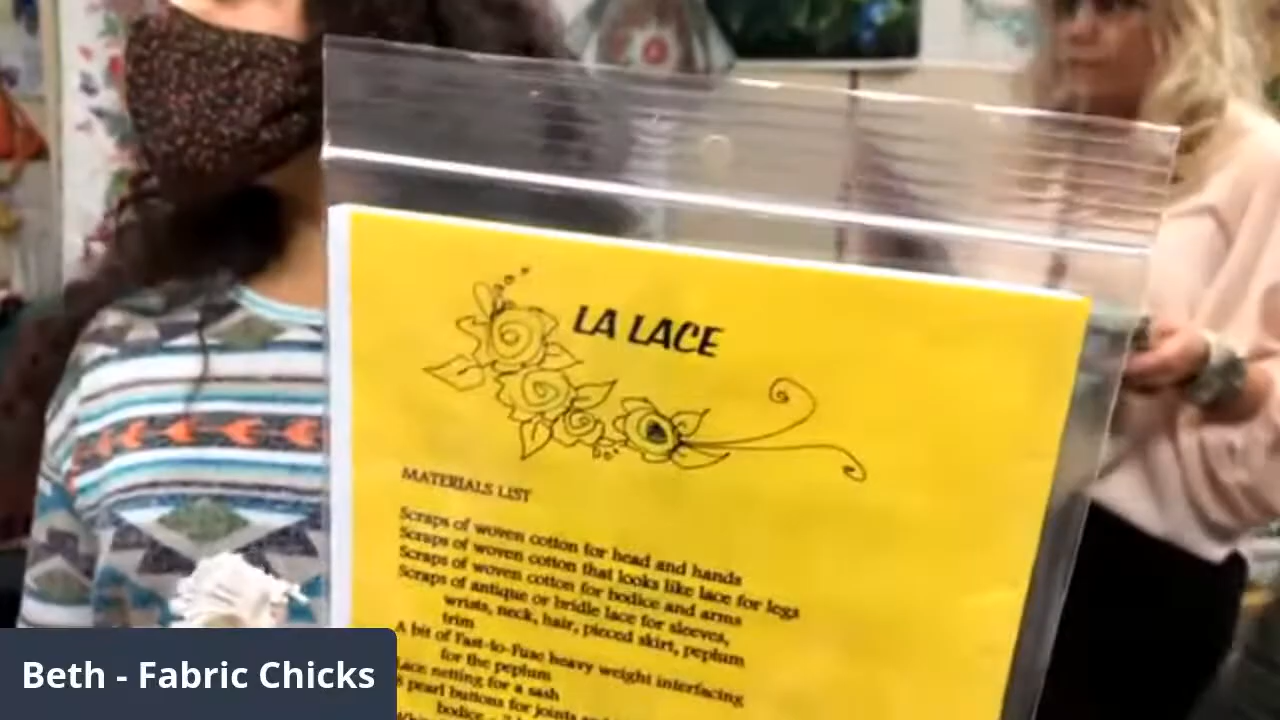 LA LACE
MATERIALS LIST
Scraps of woven cotton for head and hands
Scraps of woven cotton that looks like lace for legs
Scraps of woven cotton for bodice and arms
Scraps of antique or bridle lace for sleeves,
wrists, neck, hair, pieced skirt, peplum
trim
A bit of Fast-to-Fuse heavy weight interfacing
for the peplum
Lace netting for a sash
pearl buttons for joints and
bodice
Beth - Fabric Chicks